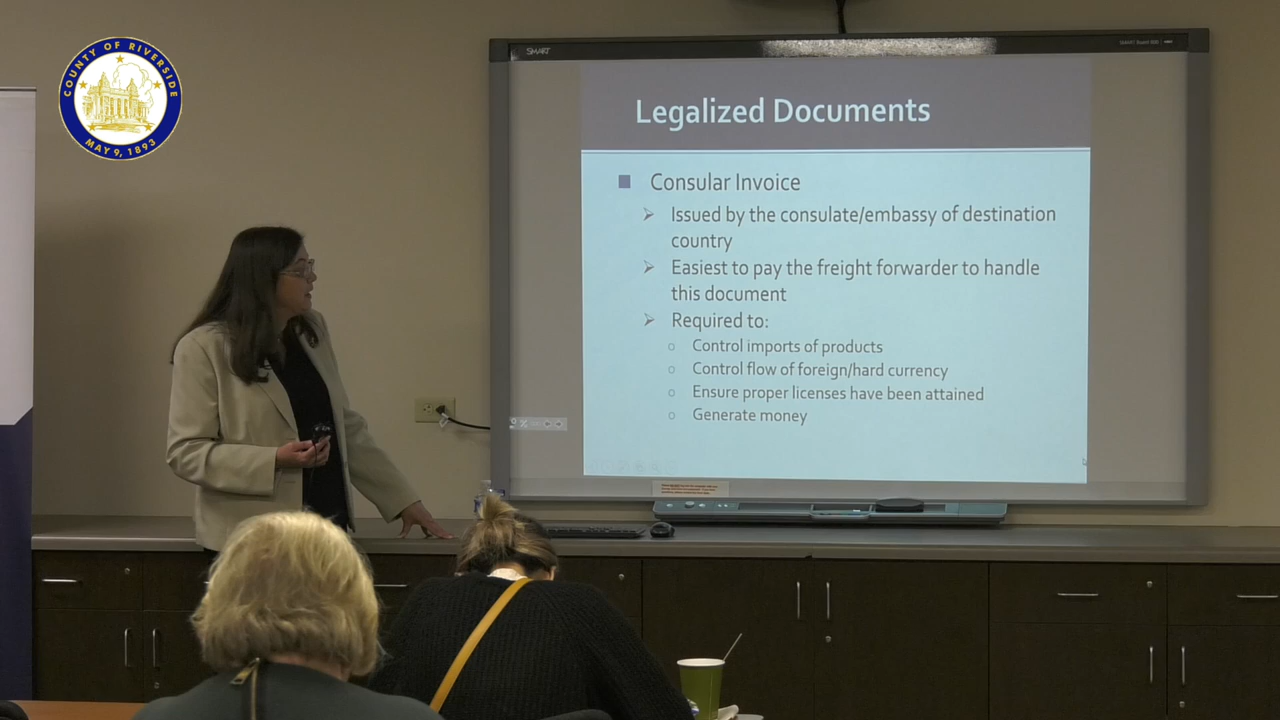 COUNTY OF RIVERSIDE
MAY 9, 1893
SMART
Legalized Documents
Consular Invoice
Issued by the consulate/embassy of destination
country
Easiest to pay the freight forwarder to handle
this document
Required to:
Control imports of products
Control flow of foreign/hard currency
Ensure proper licenses have been attained
Generate money